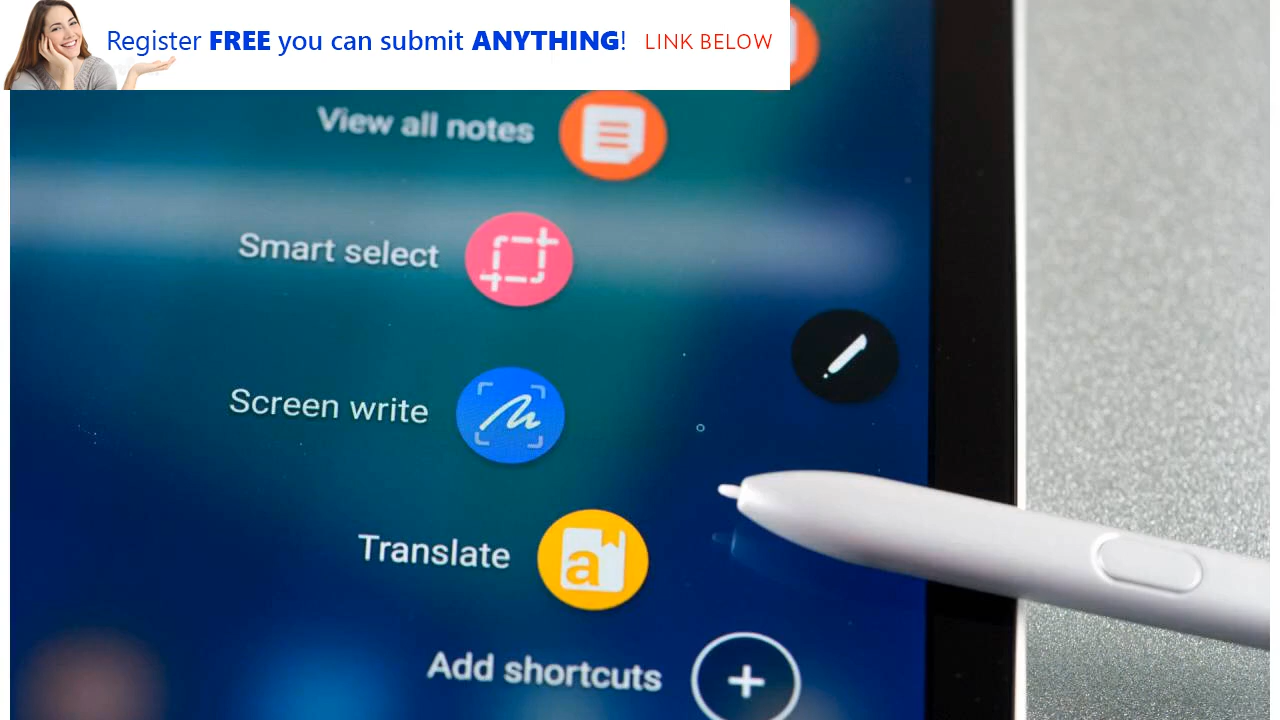 Register FREE you can submit ANYTHING! LINK BELOW
View all notes
Smart select
Screen write
Translate
a
Add shortcuts